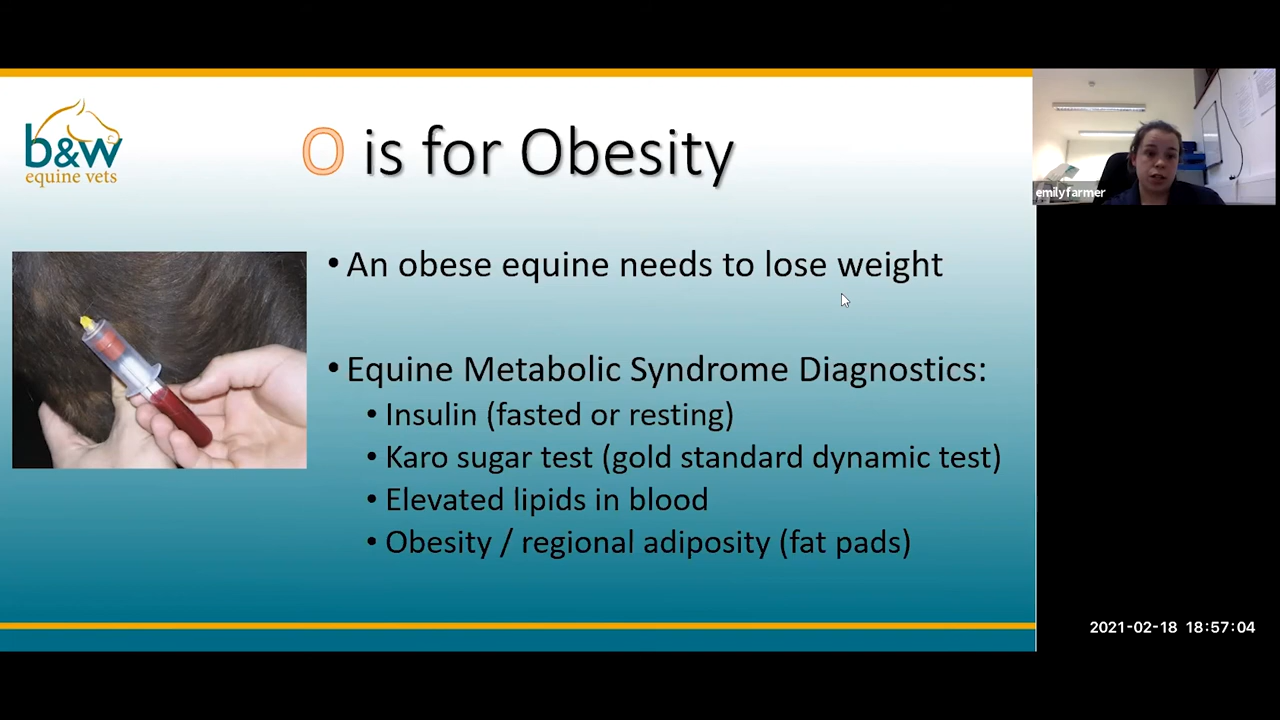 b&w
equine vets
O is for Obesity
• An obese equine needs to lose weight
• Equine Metabolic Syndrome Diagnostics:
• Insulin (fasted or resting)
• Karo sugar test (gold standard dynamic test)
• Elevated lipids in blood
• Obesity / regional adiposity (fat pads)
emilyfarmer
2021-02-18 18:57:04